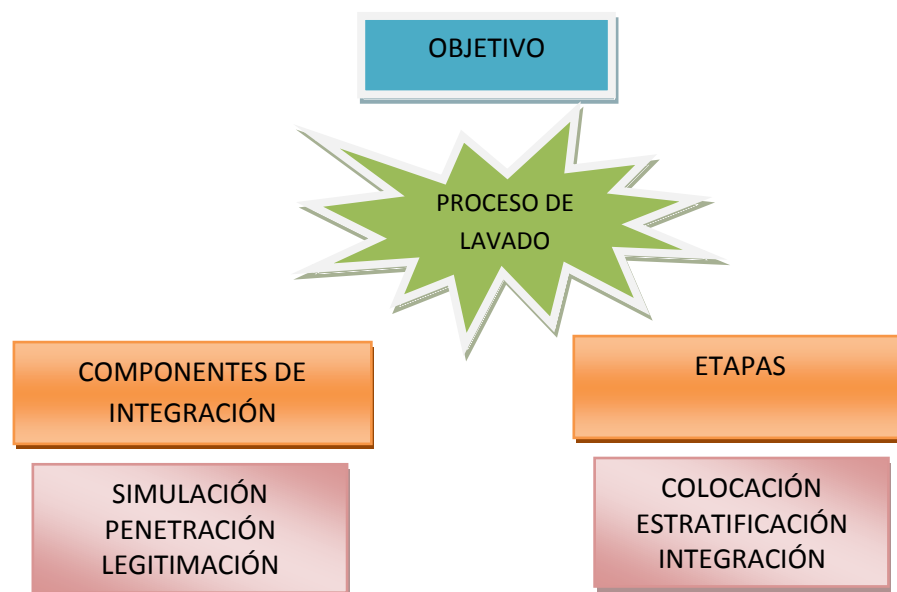 OBJETIVO
PROCESO DE
LAVADO
COMPONENTES DE
INTEGRACIÓN
SIMULACIÓN
PENETRACIÓN
LEGITIMACIÓN
ETAPAS
COLOCACIÓN
ESTRATIFICACIÓN
INTEGRACIÓN